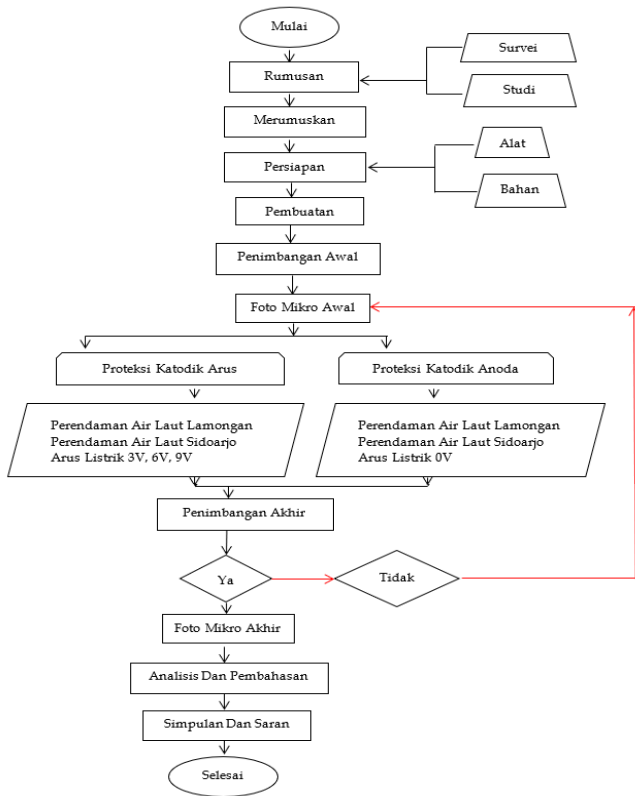 Mulai
Survei
Rumusan
Studi
Merumuskan
Alat
Persiapan
Bahan
Pembuatan
Penimbangan Awal
Foto Mikro Awal
Proteksi Katodik Arus
Proteksi Katodik Anoda
Perendaman Air Laut Lamongan
Perendaman Air Laut Sidoarjo
Arus Listrik 3V, 6V, 9V
Perendaman Air Laut Lamongan
Perendaman Air Laut Sidoarjo
Arus Listrik 0V
Penimbangan Akhir
Ya
Tidak
Foto Mikro Akhir
Analisis Dan Pembahasan
Simpulan Dan Saran
Selesai